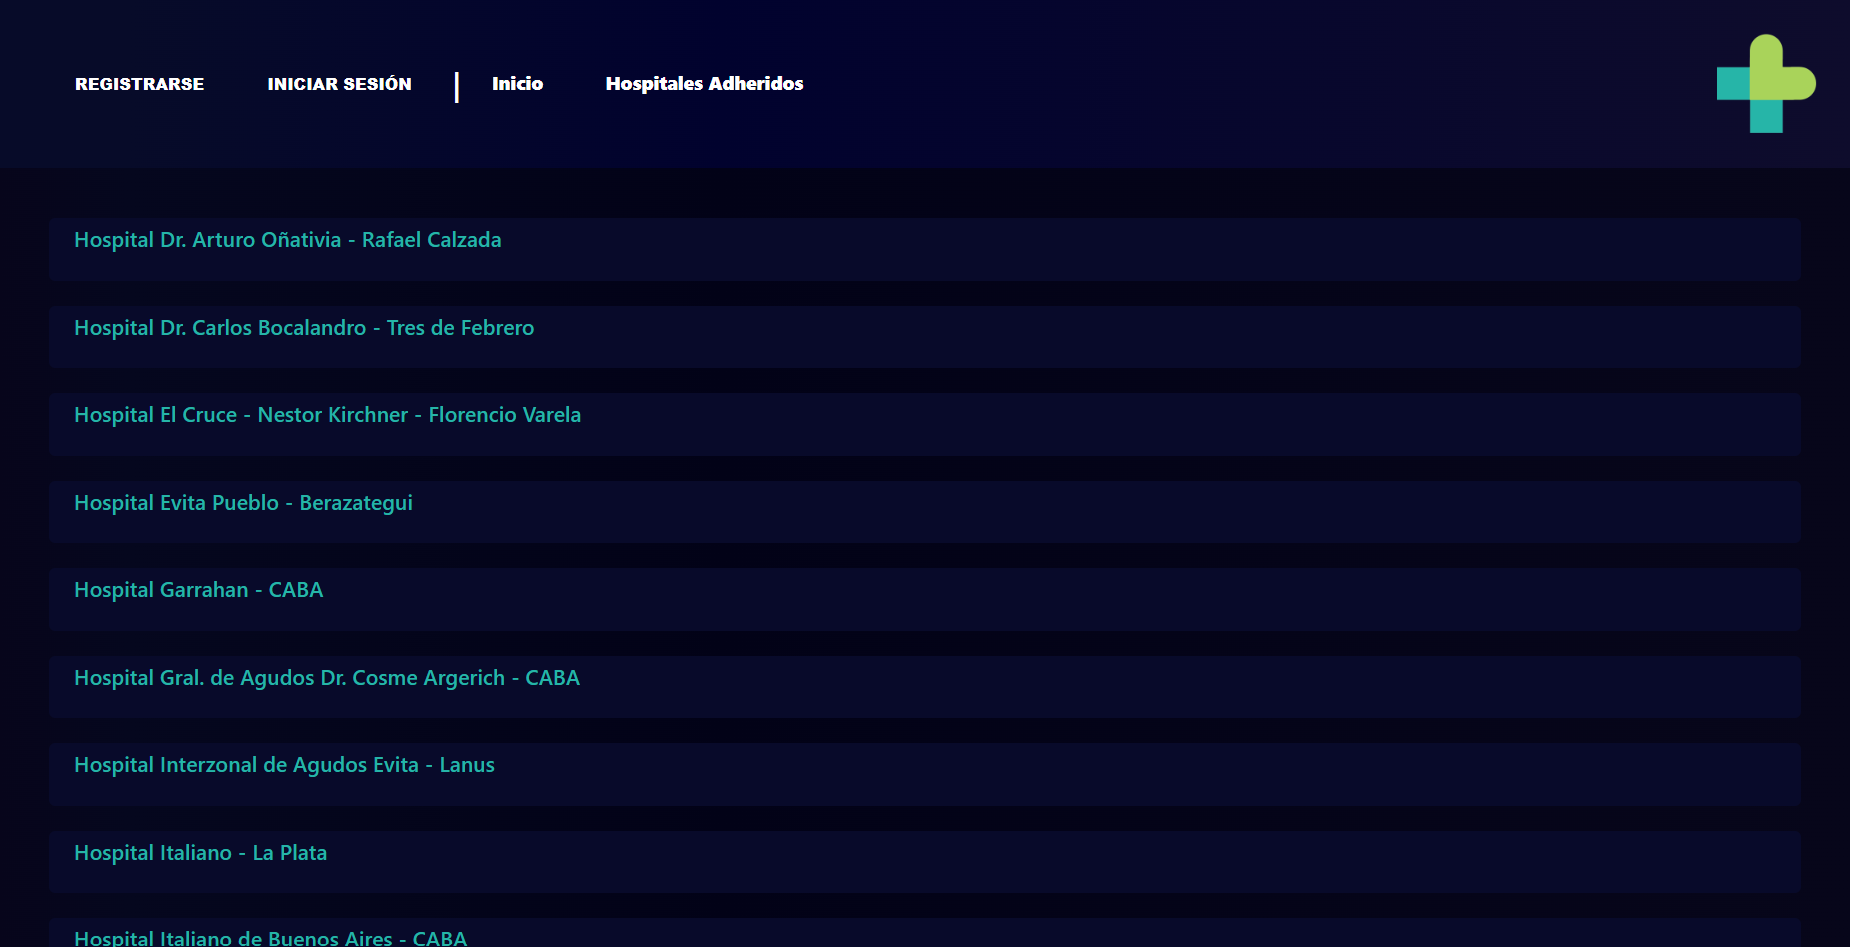 REGISTRARSE INICIAR SESIÓN | Inicio Hospitales Adheridos
Hospital Dr. Arturo Oñativia - Rafael Calzada
Hospital Dr. Carlos Bocalandro - Tres de Febrero
Hospital El Cruce - Nestor Kirchner - Florencio Varela
Hospital Evita Pueblo - Berazategui
Hospital Garrahan - CABA
Hospital Gral. de Agudos Dr. Cosme Argerich - CABA
Hospital Interzonal de Agudos Evita - Lanus
Hospital Italiano - La Plata
Hospital Italiano de Buenos Aires - CABA